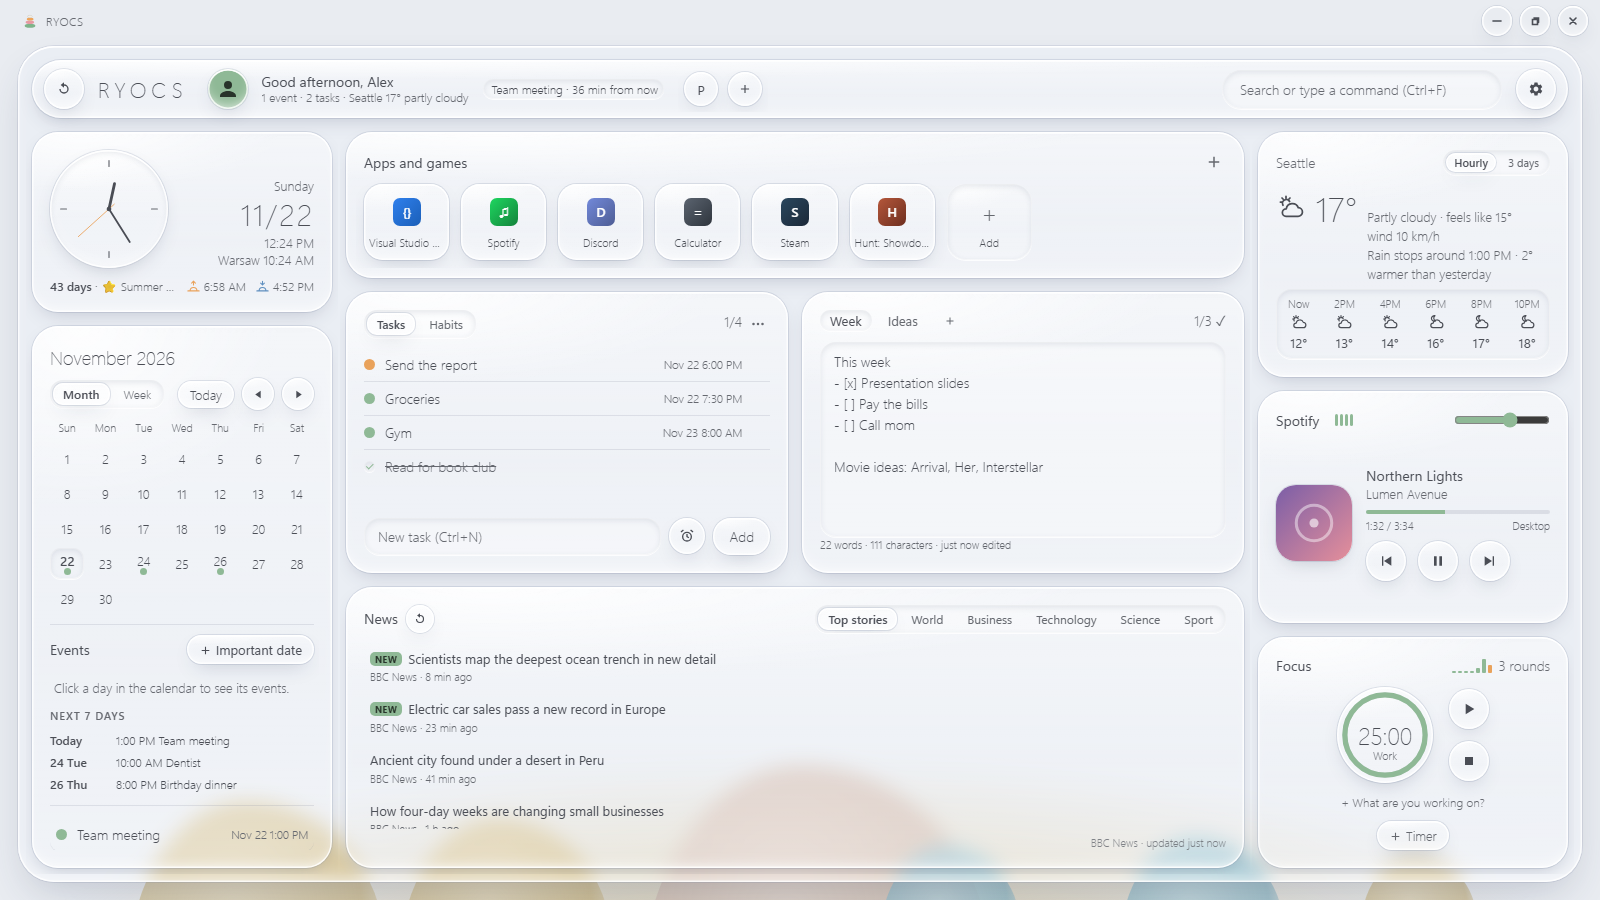 RYOCS
RYOCS
Good afternoon, Alex
1 event · 2 tasks · Seattle 17° partly cloudy
Team meeting · 36 min from now
P
+
Search or type a command (Ctrl+F)
Sunday
11/22
12:24 PM
Warsaw 10:24 AM
43 days · Summer ... 6:58 AM 4:52 PM
November 2026
Month Week Today
Sun Mon Tue Wed Thu Fri Sat
1 2 3 4 5 6 7
8 9 10 11 12 13 14
15 16 17 18 19 20 21
22 23 24 25 26 27 28
29 30
Events
+ Important date
Click a day in the calendar to see its events.
NEXT 7 DAYS
Today 1:00 PM Team meeting
24 Tue 10:00 AM Dentist
26 Thu 8:00 PM Birthday dinner
Team meeting Nov 22 1:00 PM
Apps and games
+
{} D = S H +
Visual Studio ... Spotify Discord Calculator Steam Hunt: Showdo... Add
Tasks Habits 1/4 ...
Send the report Nov 22 6:00 PM
Groceries Nov 22 7:30 PM
Gym Nov 23 8:00 AM
Read for book club
New task (Ctrl+N) Add
Week Ideas + 1/3 ✓
This week
- [x] Presentation slides
- [ ] Pay the bills
- [ ] Call mom
Movie ideas: Arrival, Her, Interstellar
22 words · 111 characters · just now edited
News
Top stories World Business Technology Science Sport
NEW Scientists map the deepest ocean trench in new detail
BBC News · 8 min ago
NEW Electric car sales pass a new record in Europe
BBC News · 23 min ago
Ancient city found under a desert in Peru
BBC News · 41 min ago
How four-day weeks are changing small businesses
BBC News · 1 h ago
BBC News · updated just now
Seattle
Hourly 3 days
17°
Partly cloudy · feels like 15°
wind 10 km/h
Rain stops around 1:00 PM · 2°
warmer than yesterday
Now 2PM 4PM 6PM 8PM 10PM
12° 13° 14° 16° 17° 18°
Spotify
Northern Lights
Lumen Avenue
1:32 / 3:34 Desktop
Focus
3 rounds
25:00
Work
+ What are you working on?
+ Timer